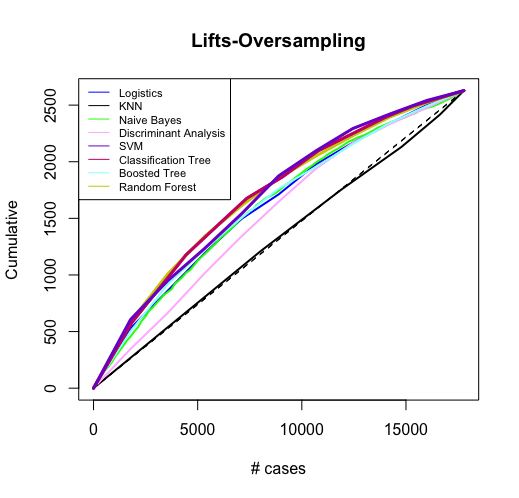 Lifts-Oversampling
Logistics
KNN
Naive Bayes
Discriminant Analysis
SVM
Classification Tree
Boosted Tree
Random Forest
Cumulative
2500
2000
1500
1000
500
0
0 5000 10000 15000
# cases